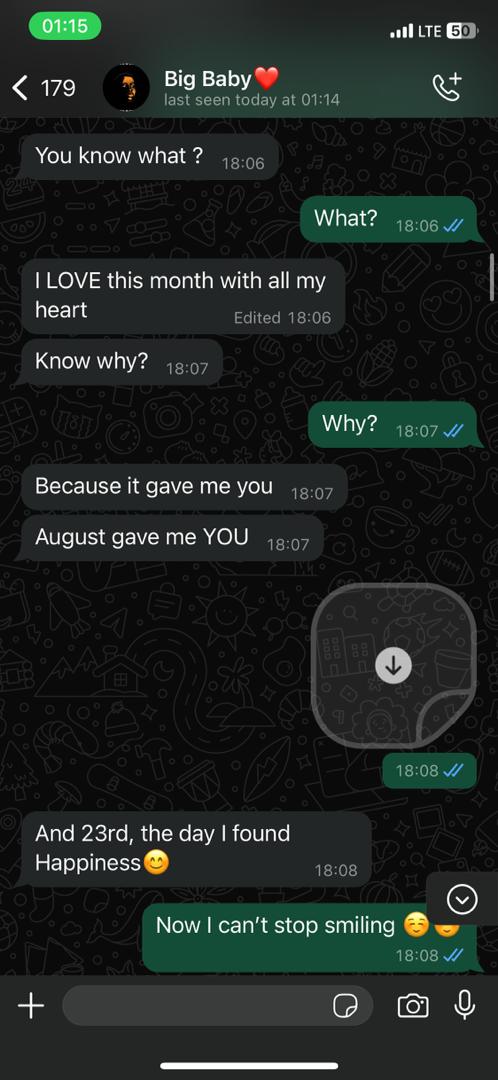 01:15
LTE 50
179
Big Baby❤️
last seen today at 01:14
You know what ? 18:06
What? 18:06
I LOVE this month with all my
heart Edited 18:06
Know why? 18:07
Why? 18:07
Because it gave me you 18:07
August gave me YOU 18:07
18:08
And 23rd, the day I found
Happiness😊 18:08
Now I can’t stop smiling ☺️😊
18:08